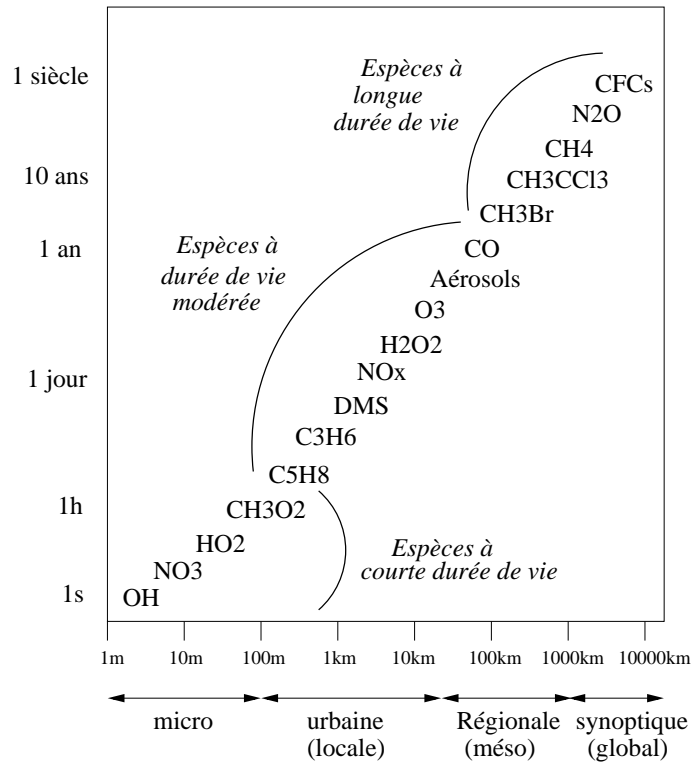 1 siècle
10 ans
1 an
1 jour
1h
1s
Espèces à
longue
durée de vie
CFCs
N2O
CH4
CH3CCl3
CH3Br
Espèces à
durée de vie
modérée
CO
Aérosols
O3
H2O2
NOx
DMS
C3H6
C5H8
CH3O2
HO2
NO3
OH
Espèces à
courte durée de vie
1m 10m 100m 1km 10km 100km 1000km 10000km
micro urbaine Régionale synoptique
(locale) (méso) (global)